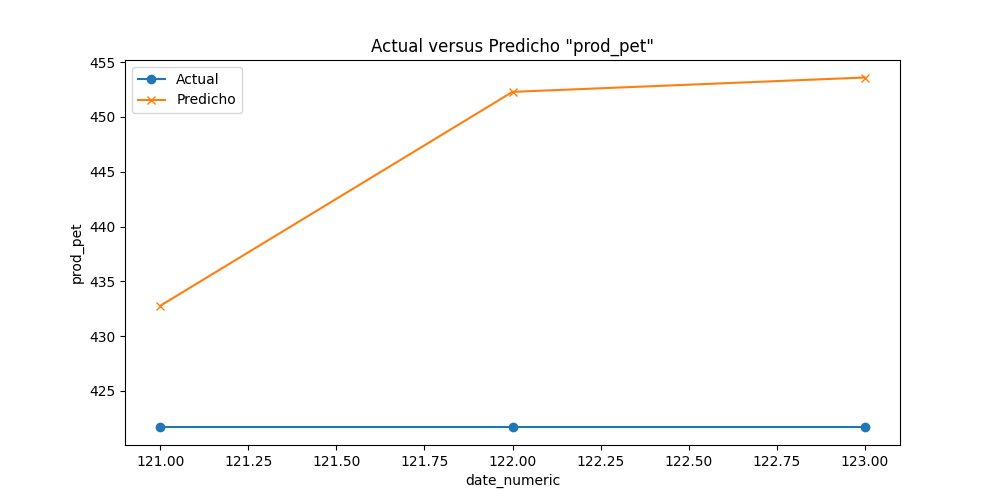 Actual versus Predicho "prod_pet"
Actual
Predicho
455
450
445
440
435
430
425
prod_pet
121.00 121.25 121.50 121.75 122.00 122.25 122.50 122.75 123.00
date_numeric